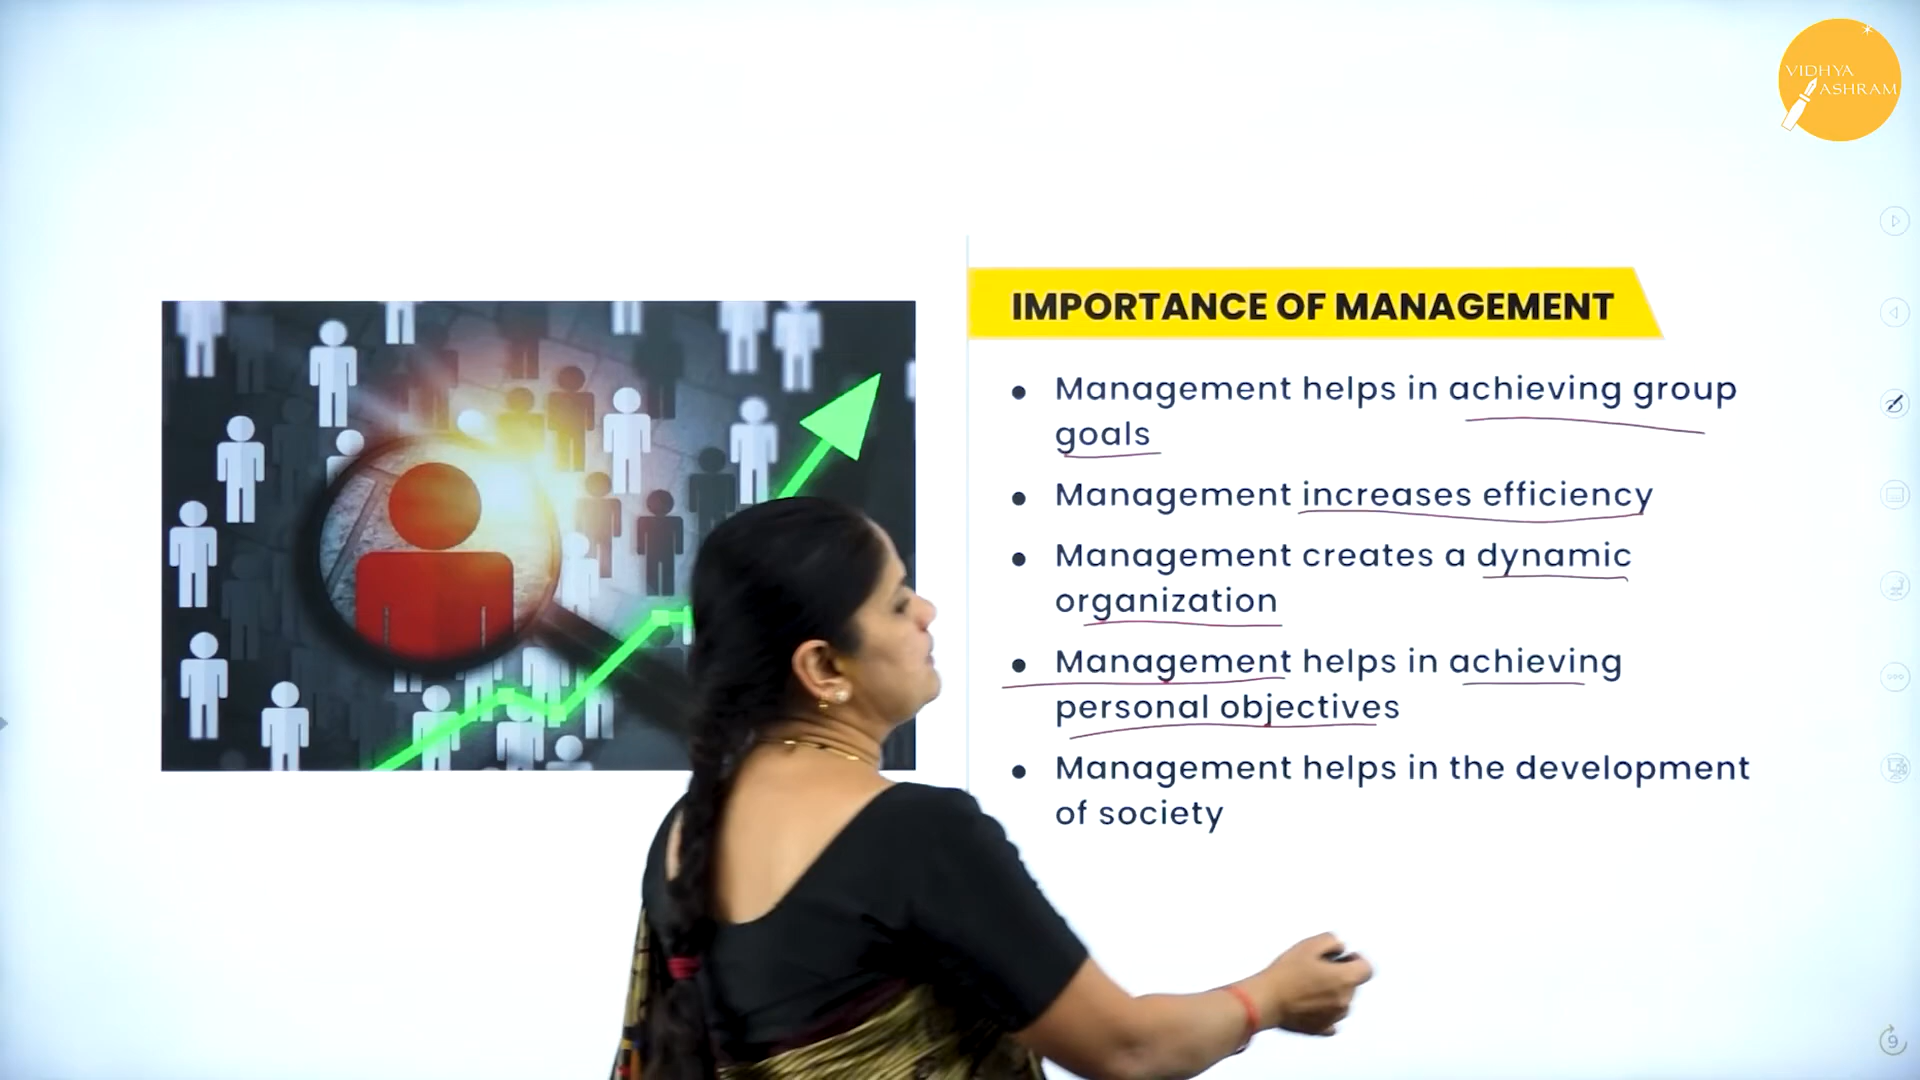 VIDHYA
ASHRAM
IMPORTANCE OF MANAGEMENT
• Management helps in achieving group
goals
• Management increases efficiency
• Management creates a dynamic
organization
• Management helps in achieving
personal objectives
• Management helps in the development
of society
9